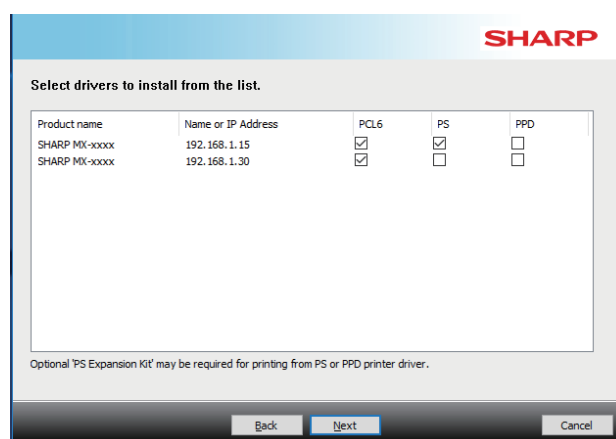 SHARP
Select drivers to install from the list.
Product name Name or IP Address PCL6 PS PPD
SHARP MX-xxxx 192.168.1.15
SHARP MX-xxxx 192.168.1.30
Optional 'PS Expansion Kit' may be required for printing from PS or PPD printer driver.
Back Next Cancel